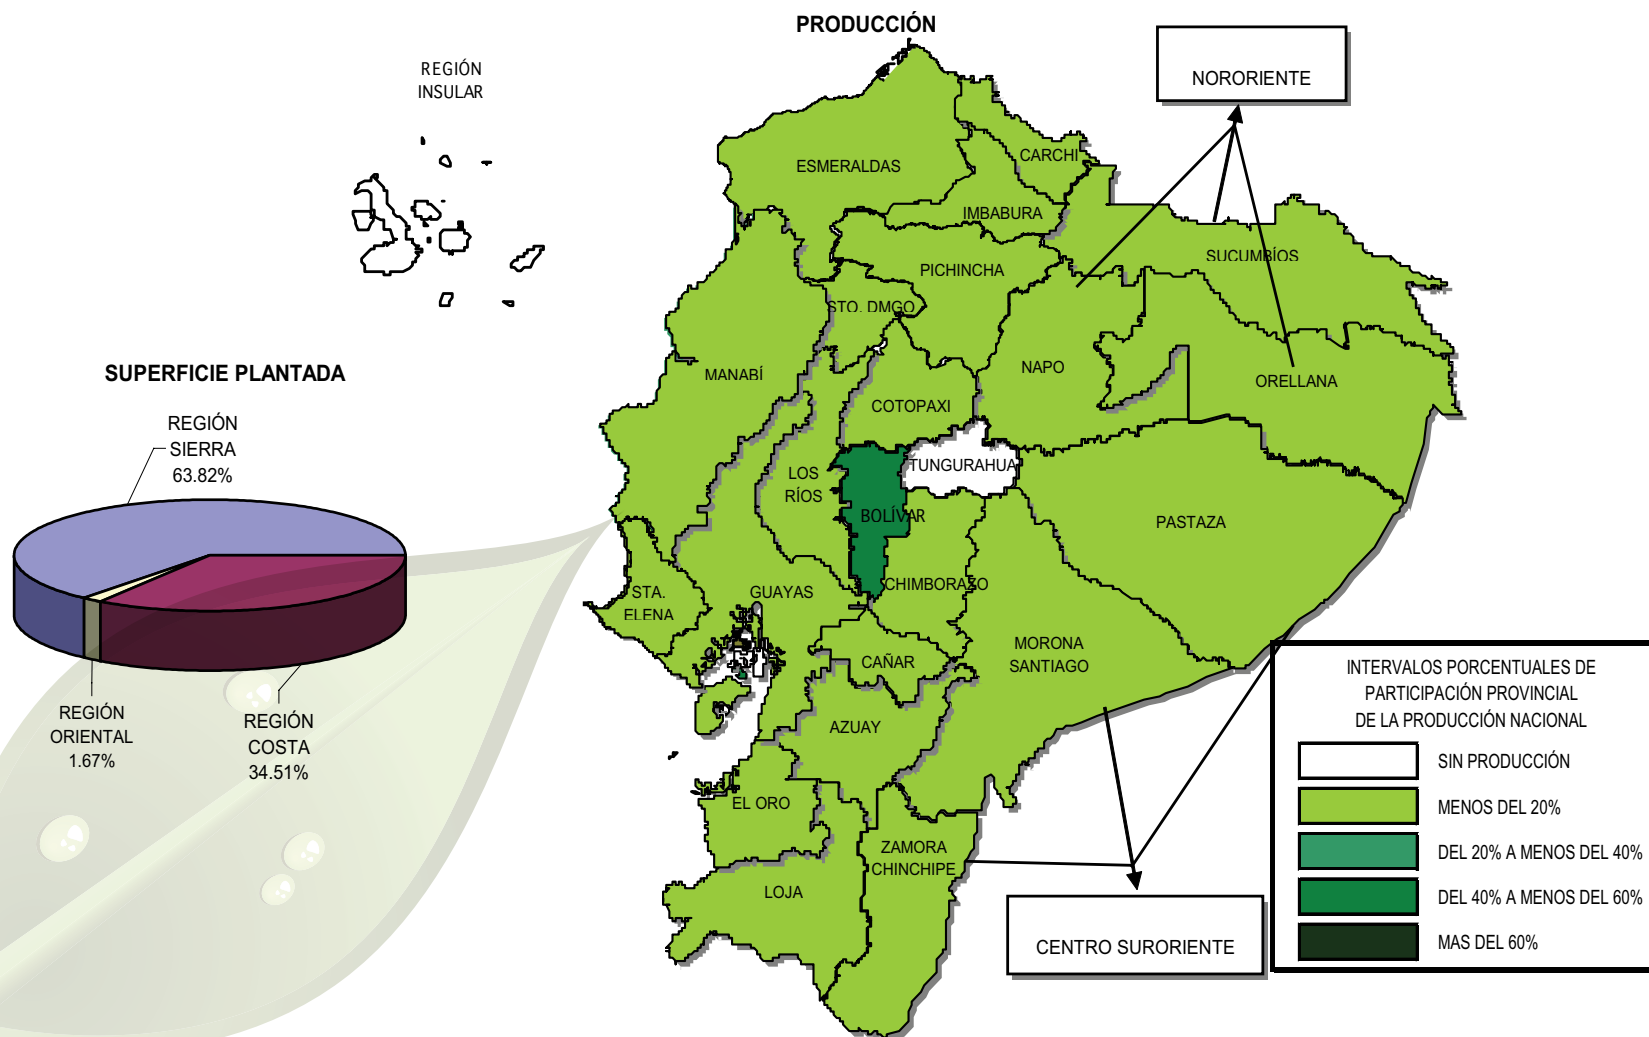 PRODUCCIÓN
REGIÓN
INSULAR
NORORIENTE
ESMERALDAS
CARCHI
IMBABURA
SUCUMBÍOS
PICHINCHA
STO. DMGO
MANABÍ
NAPO
ORELLANA
COTOPAXI
TUNGURAHUA
LOS
RÍOS
BOLÍVAR
PASTAZA
CHIMBORAZO
STA.
ELENA
GUAYAS
MORONA
SANTIAGO
CAÑAR
AZUAY
EL ORO
ZAMORA
CHINCHIPE
LOJA
CENTRO SURORIENTE
SUPERFICIE PLANTADA
REGIÓN
SIERRA
63.82%
REGIÓN
ORIENTAL
1.67%
REGIÓN
COSTA
34.51%
INTERVALOS PORCENTUALES DE
PARTICIPACIÓN PROVINCIAL
DE LA PRODUCCIÓN NACIONAL
SIN PRODUCCIÓN
MENOS DEL 20%
DEL 20% A MENOS DEL 40%
DEL 40% A MENOS DEL 60%
MAS DEL 60%